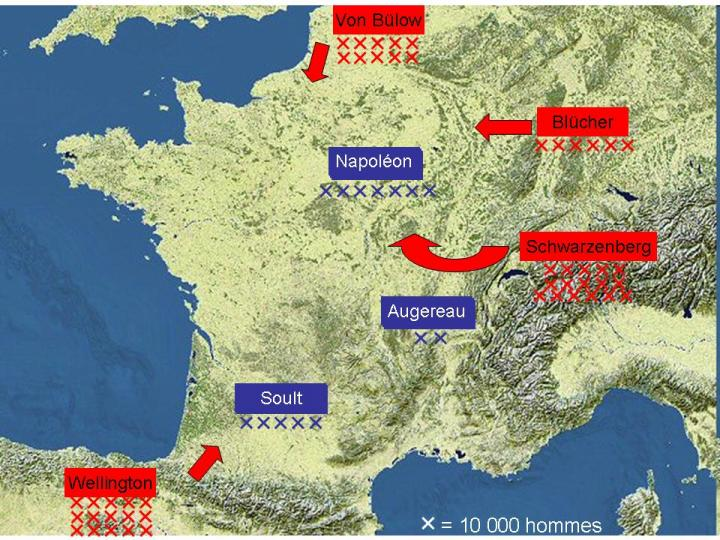 Von Bülow
Blücher
Napoléon
Schwarzenberg
Augereau
Soult
Wellington
× = 10 000 hommes